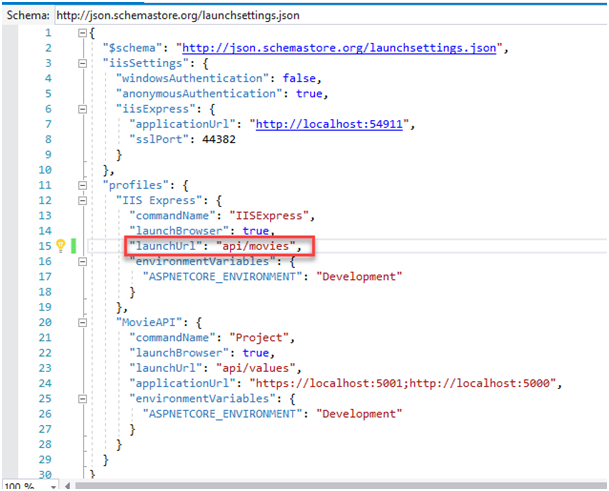 Schema: http://json.schemastore.org/launchsettings.json
1 {
2 "$schema": "http://json.schemastore.org/launchsettings.json",
3 "iisSettings": {
4 "windowsAuthentication": false,
5 "anonymousAuthentication": true,
6 "iisExpress": {
7 "applicationUrl": "http://localhost:54911",
8 "sslPort": 44382
9 }
10 },
11 "profiles": {
12 "IIS Express": {
13 "commandName": "IISExpress",
14 "launchBrowser": true,
15 "launchUrl": "api/movies",
16 "environmentVariables": {
17 "ASPNETCORE_ENVIRONMENT": "Development"
18 }
19 },
20 "MovieAPI": {
21 "commandName": "Project",
22 "launchBrowser": true,
23 "launchUrl": "api/values",
24 "applicationUrl": "https://localhost:5001;http://localhost:5000",
25 "environmentVariables": {
26 "ASPNETCORE_ENVIRONMENT": "Development"
27 }
28 }
29 }
30 }
100 %